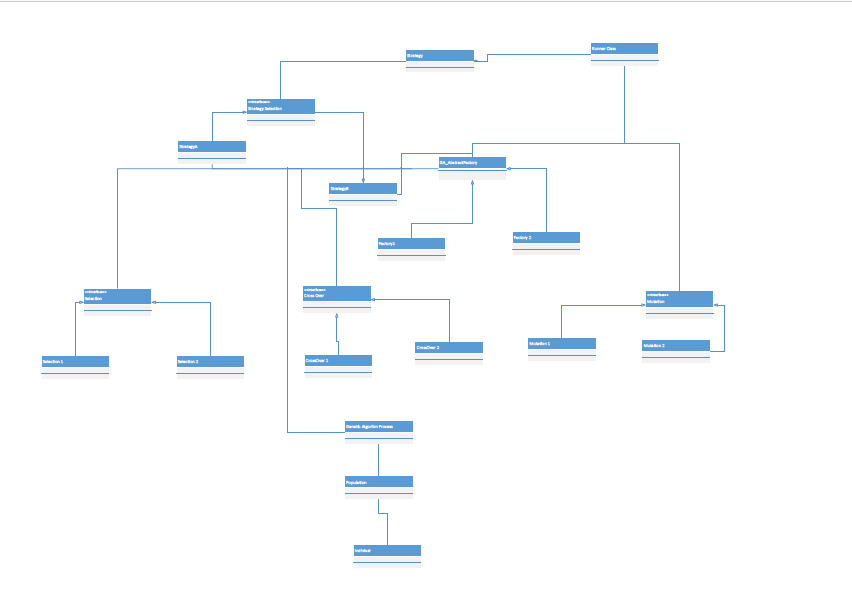 Runner Class
Strategy
<<interface>>
Strategy Selection
StrategyA
GA_AbstractFactory
StrategyB
Factory1
Factory 2
<<interface>>
Selection
<<interface>>
Cross Over
<<interface>>
Mutation
Selection 1
Selection 2
CrossOver 1
CrossOver 2
Mutation 1
Mutation 2
Genetic Algorithm Process
Population
Individual